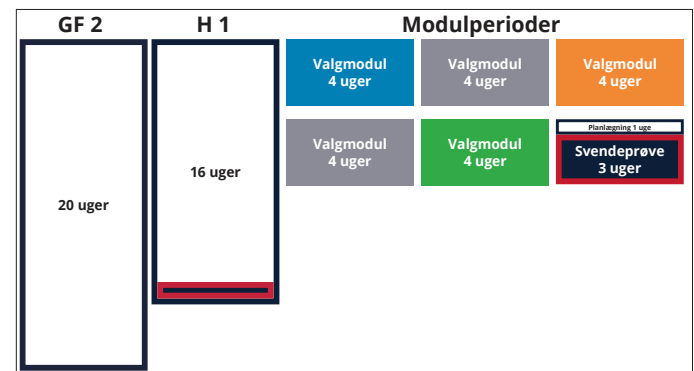 GF 2
H 1
Modulperioder
20 uger
16 uger
Valgmodul
4 uger
Valgmodul
4 uger
Valgmodul
4 uger
Valgmodul
4 uger
Valgmodul
4 uger
Planlægning 1 uge
Svendeprøve
3 uger